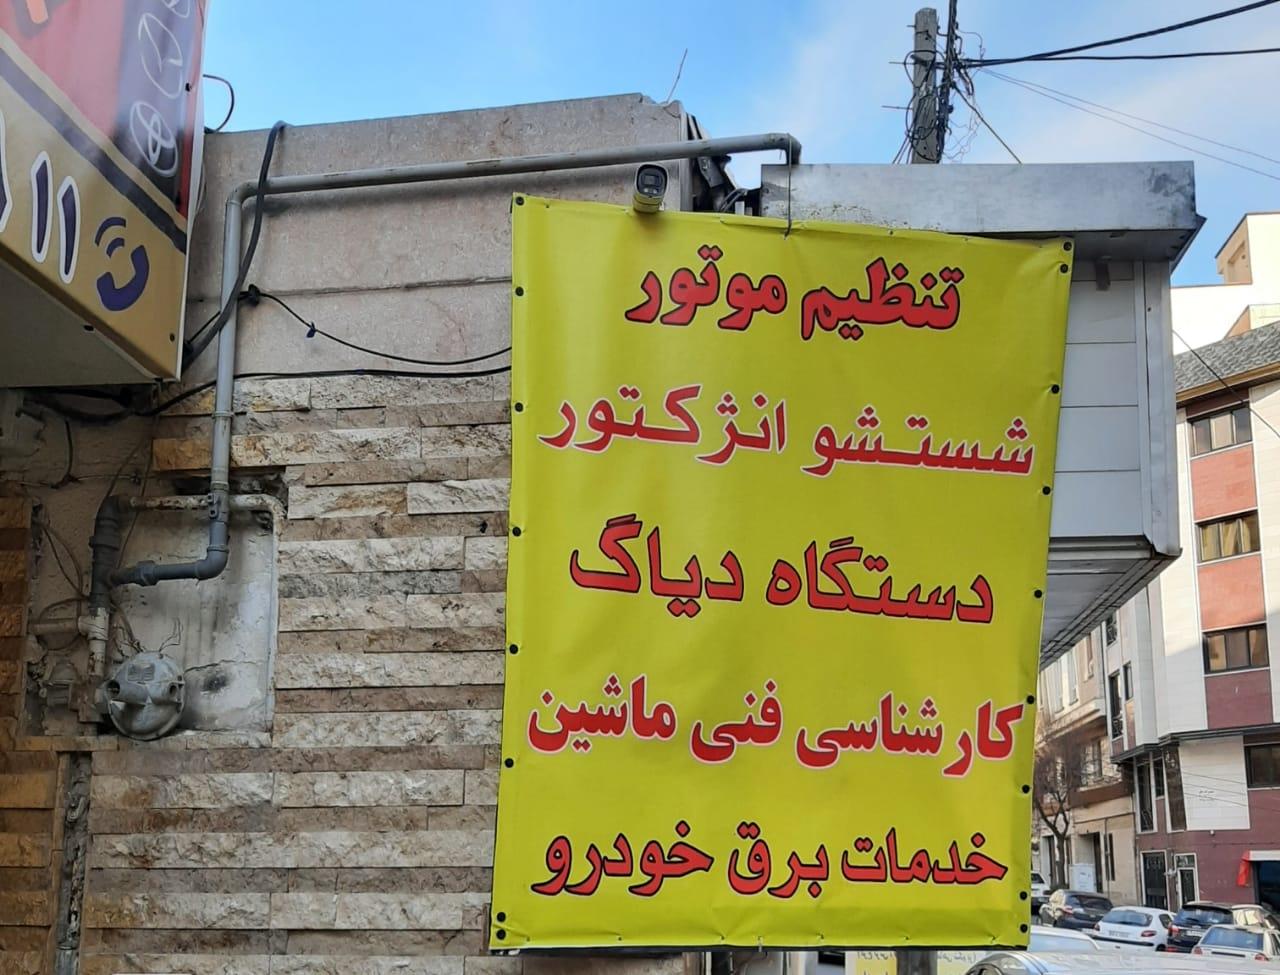 تنظیم موتور
شستشو انژکتور
دستگاه دیاگ
کارشناسی فنی ماشین
خدمات برق خودرو